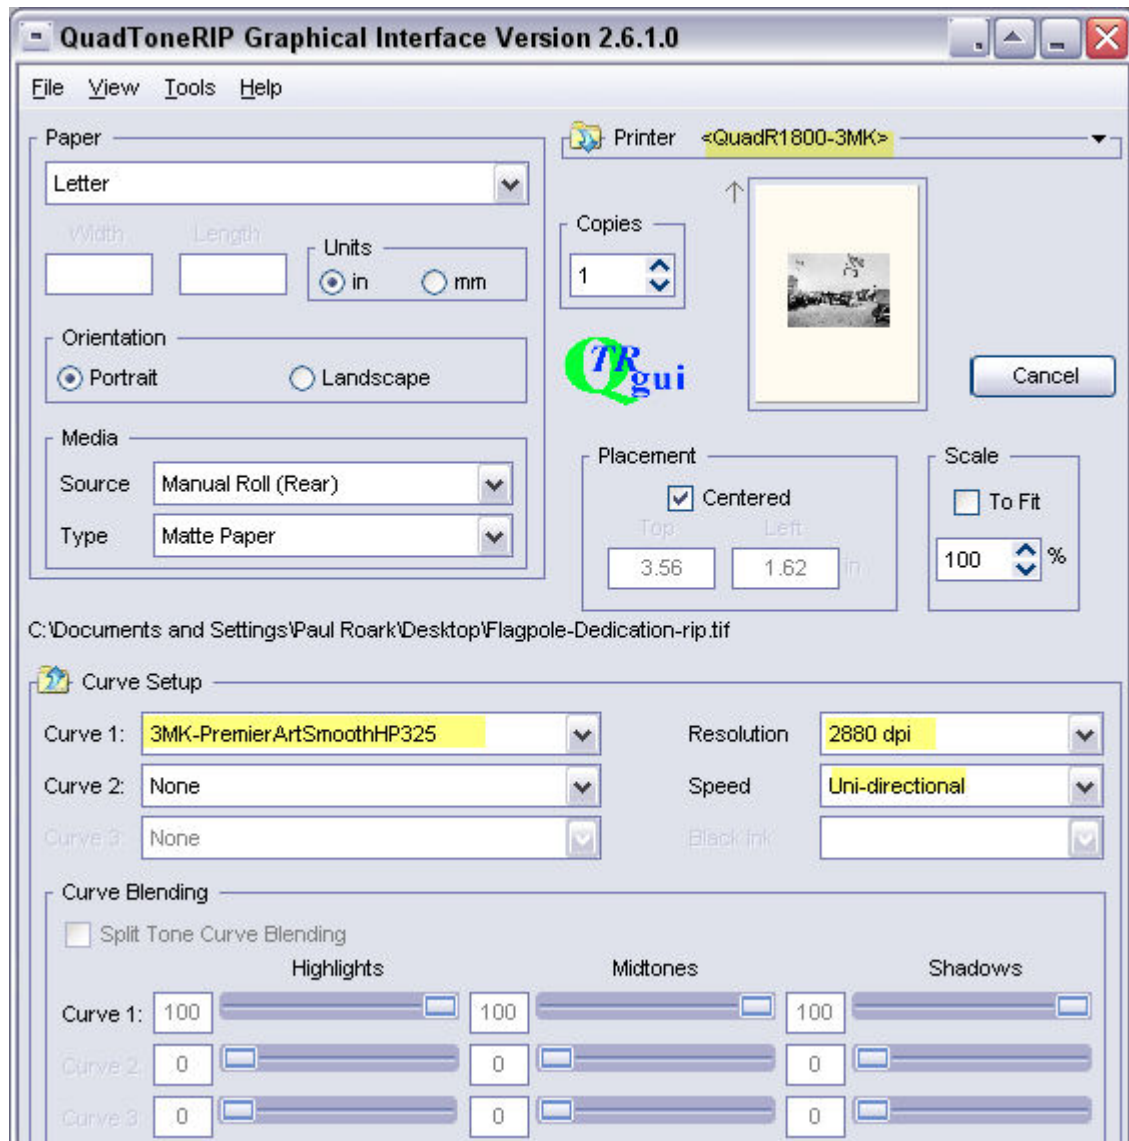 QuadToneRIP Graphical Interface Version 2.6.1.0
File View Tools Help
Paper
Letter
Width Length
Units
in mm
Orientation
Portrait Landscape
Media
Source Manual Roll (Rear)
Type Matte Paper
Printer <QuadR1800-3MK>
Copies
1
QTR
gui
Cancel
Placement
Centered
Top Left
3.56 1.62 in
Scale
To Fit
100 %
C:\Documents and Settings\Paul Roark\Desktop\Flagpole-Dedication-rip.tif
Curve Setup
Curve 1: 3MK-PremierArtSmoothHP325 Resolution 2880 dpi
Curve 2: None Speed Uni-directional
Curve 3: None Black Ink
Curve Blending
Split Tone Curve Blending
Highlights Midtones Shadows
Curve 1: 100 100 100
Curve 2 0 0 0
Curve 3 0 0 0